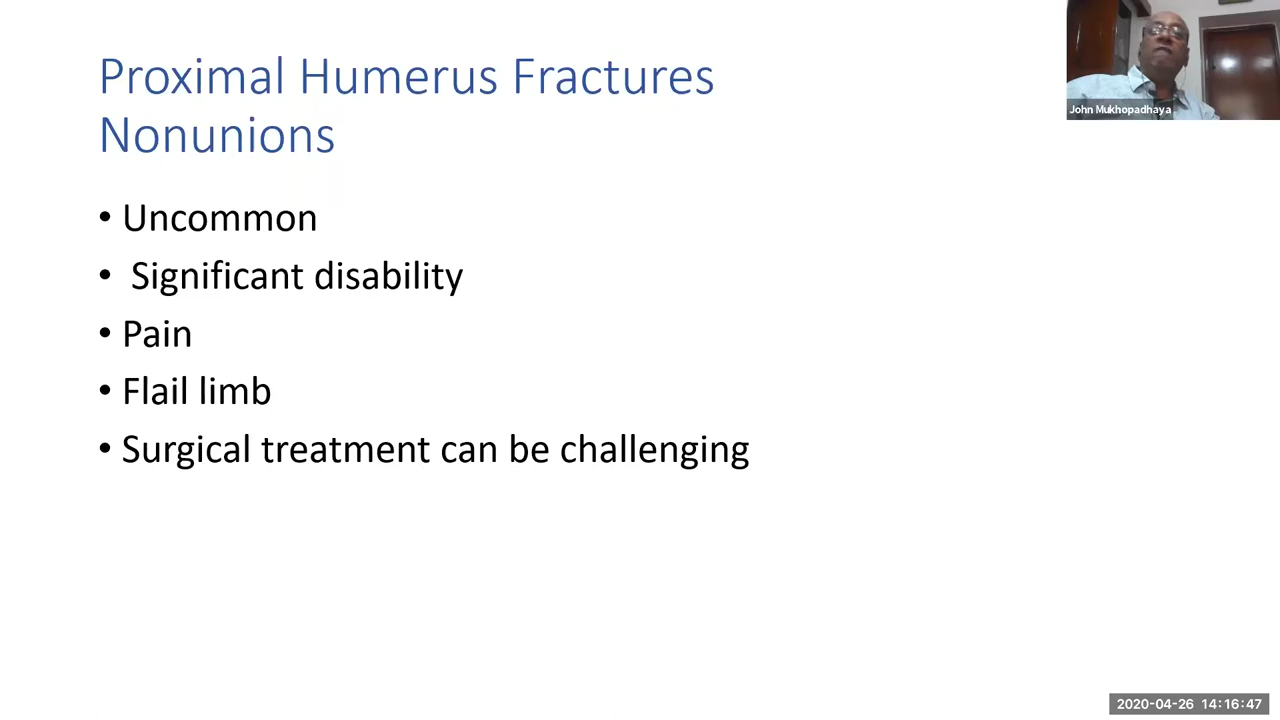 Proximal Humerus Fractures
Nonunions
• Uncommon
• Significant disability
• Pain
• Flail limb
• Surgical treatment can be challenging
John Mukhopadhaya
2020-04-26 14:16:47